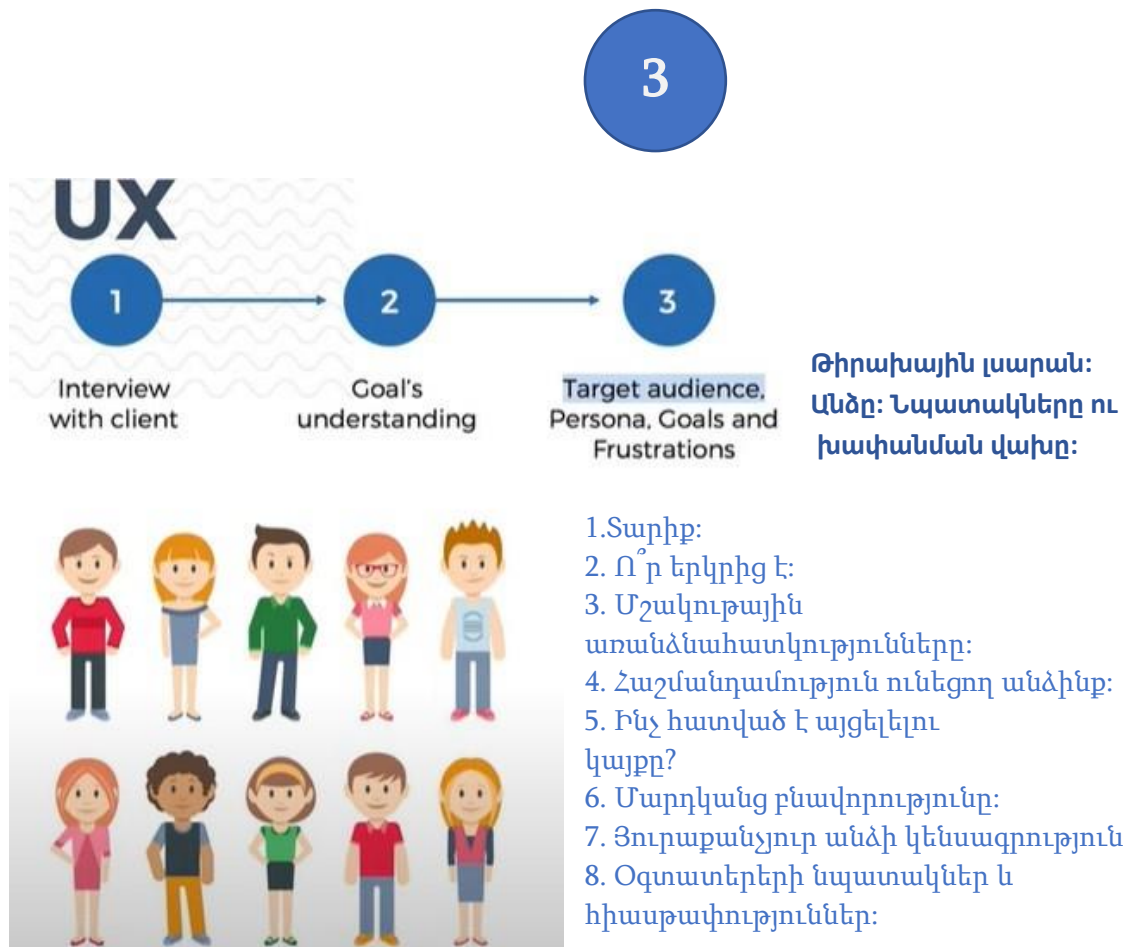 3
UX
1
2
3
Interview
with client
Goal's
understanding
Target audience,
Persona, Goals and
Frustrations
Թիրախային լսարան:
Անձը: Նպատակները ու
խափանման վախը:
1.Տարիք:
2. Ո՞ր երկրից է:
3. Մշակութային
առանձնահատկությունները:
4. Հաշմանդամություն ունեցող անձինք:
5. Ինչ հատված է այցելելու
կայքը?
6. Մարդկանց բնավորությունը:
7. Յուրաքանչյուր անձի կենսագրություն
8. Օգտատերերի նպատակներ և
հիասթափություններ: